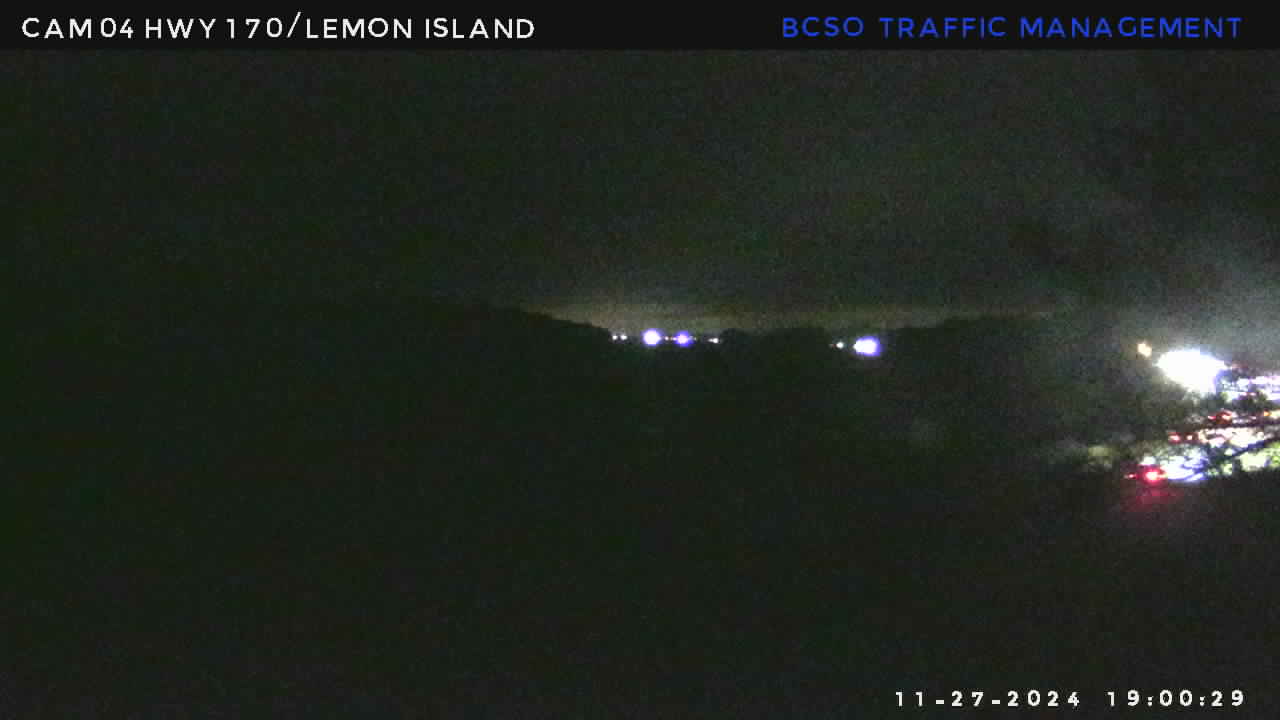 CAM04 HWY 170/LEMON ISLAND
BCSO TRAFFIC MANAGEMENT
11-27-2024 19:00:29